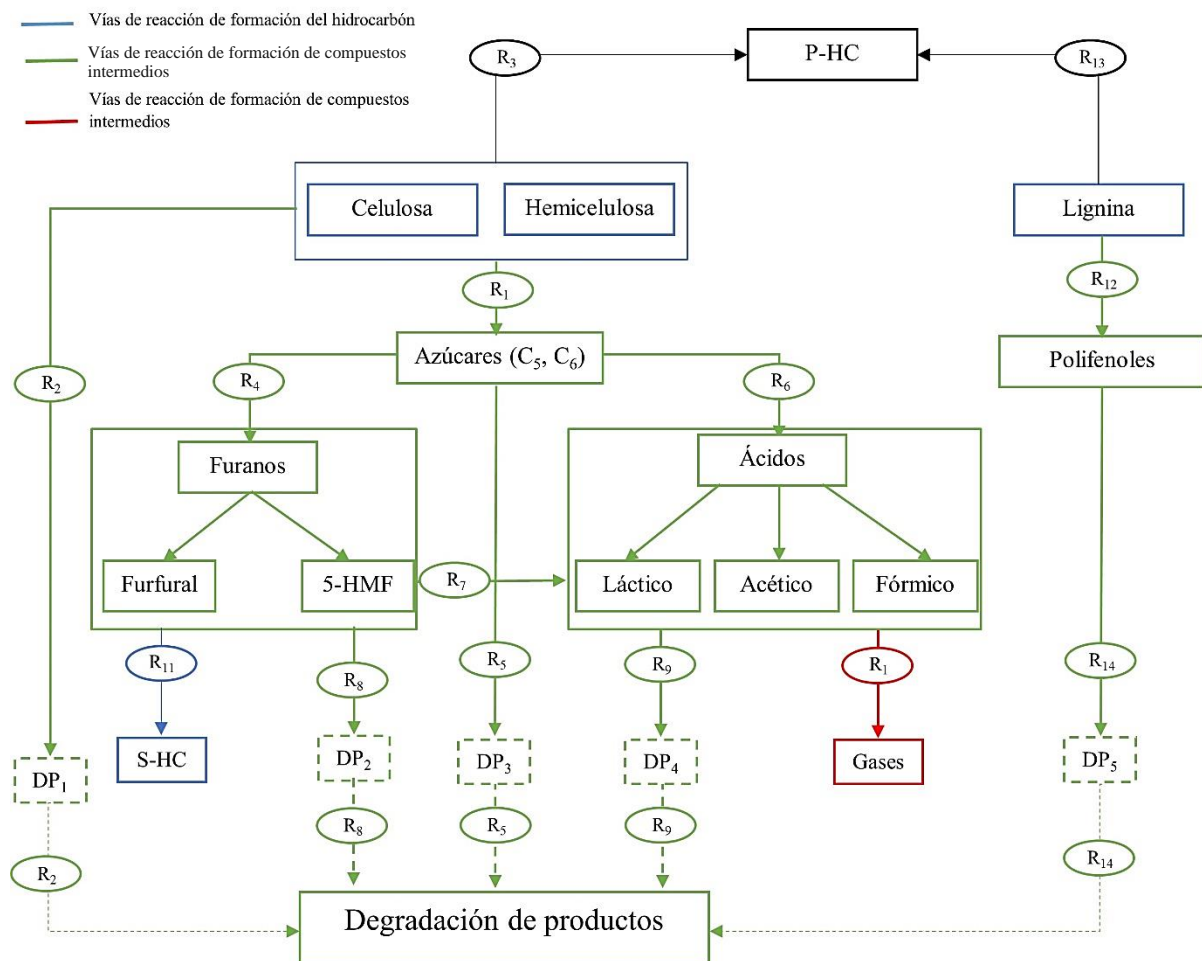 Vías de reacción de formación del hidrocarbón
Vías de reacción de formación de compuestos
intermedios
Vías de reacción de formación de compuestos
intermedios
R₃
P-HC
R₁₃
Celulosa
Hemicelulosa
Lignina
R₁
R₁₂
Azúcares (C₅, C₆)
Polifenoles
R₂
R₄
R₆
Furanos
Ácidos
Furfural
5-HMF
R₇
Láctico
Acético
Fórmico
R₁₁
R₈
R₅
R₉
R₁
R₁₄
S-HC
DP₂
DP₃
DP₄
Gases
DP₅
DP₁
R₈
R₅
R₉
R₂
R₁₄
Degradación de productos